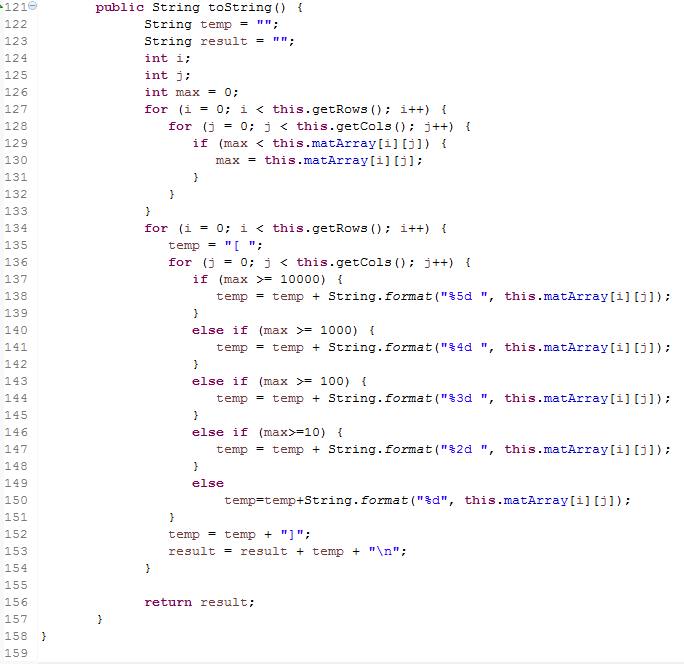 121 public String toString() {
122 String temp = "";
123 String result = "";
124 int i;
125 int j;
126 int max = 0;
127 for (i = 0; i < this.getRows(); i++) {
128 for (j = 0; j < this.getCols(); j++) {
129 if (max < this.matArray[i][j]) {
130 max = this.matArray[i][j];
131 }
132 }
133 }
134 for (i = 0; i < this.getRows(); i++) {
135 temp = "[ ";
136 for (j = 0; j < this.getCols(); j++) {
137 if (max >= 10000) {
138 temp = temp + String.format("%5d ", this.matArray[i][j]);
139 }
140 else if (max >= 1000) {
141 temp = temp + String.format("%4d ", this.matArray[i][j]);
142 }
143 else if (max >= 100) {
144 temp = temp + String.format("%3d ", this.matArray[i][j]);
145 }
146 else if (max>=10) {
147 temp = temp + String.format("%2d ", this.matArray[i][j]);
148 }
149 else
150 temp=temp+String.format("%d", this.matArray[i][j]);
151 }
152 temp = temp + "]";
153 result = result + temp + "\n";
154 }
155
156 return result;
157 }
158 }
159